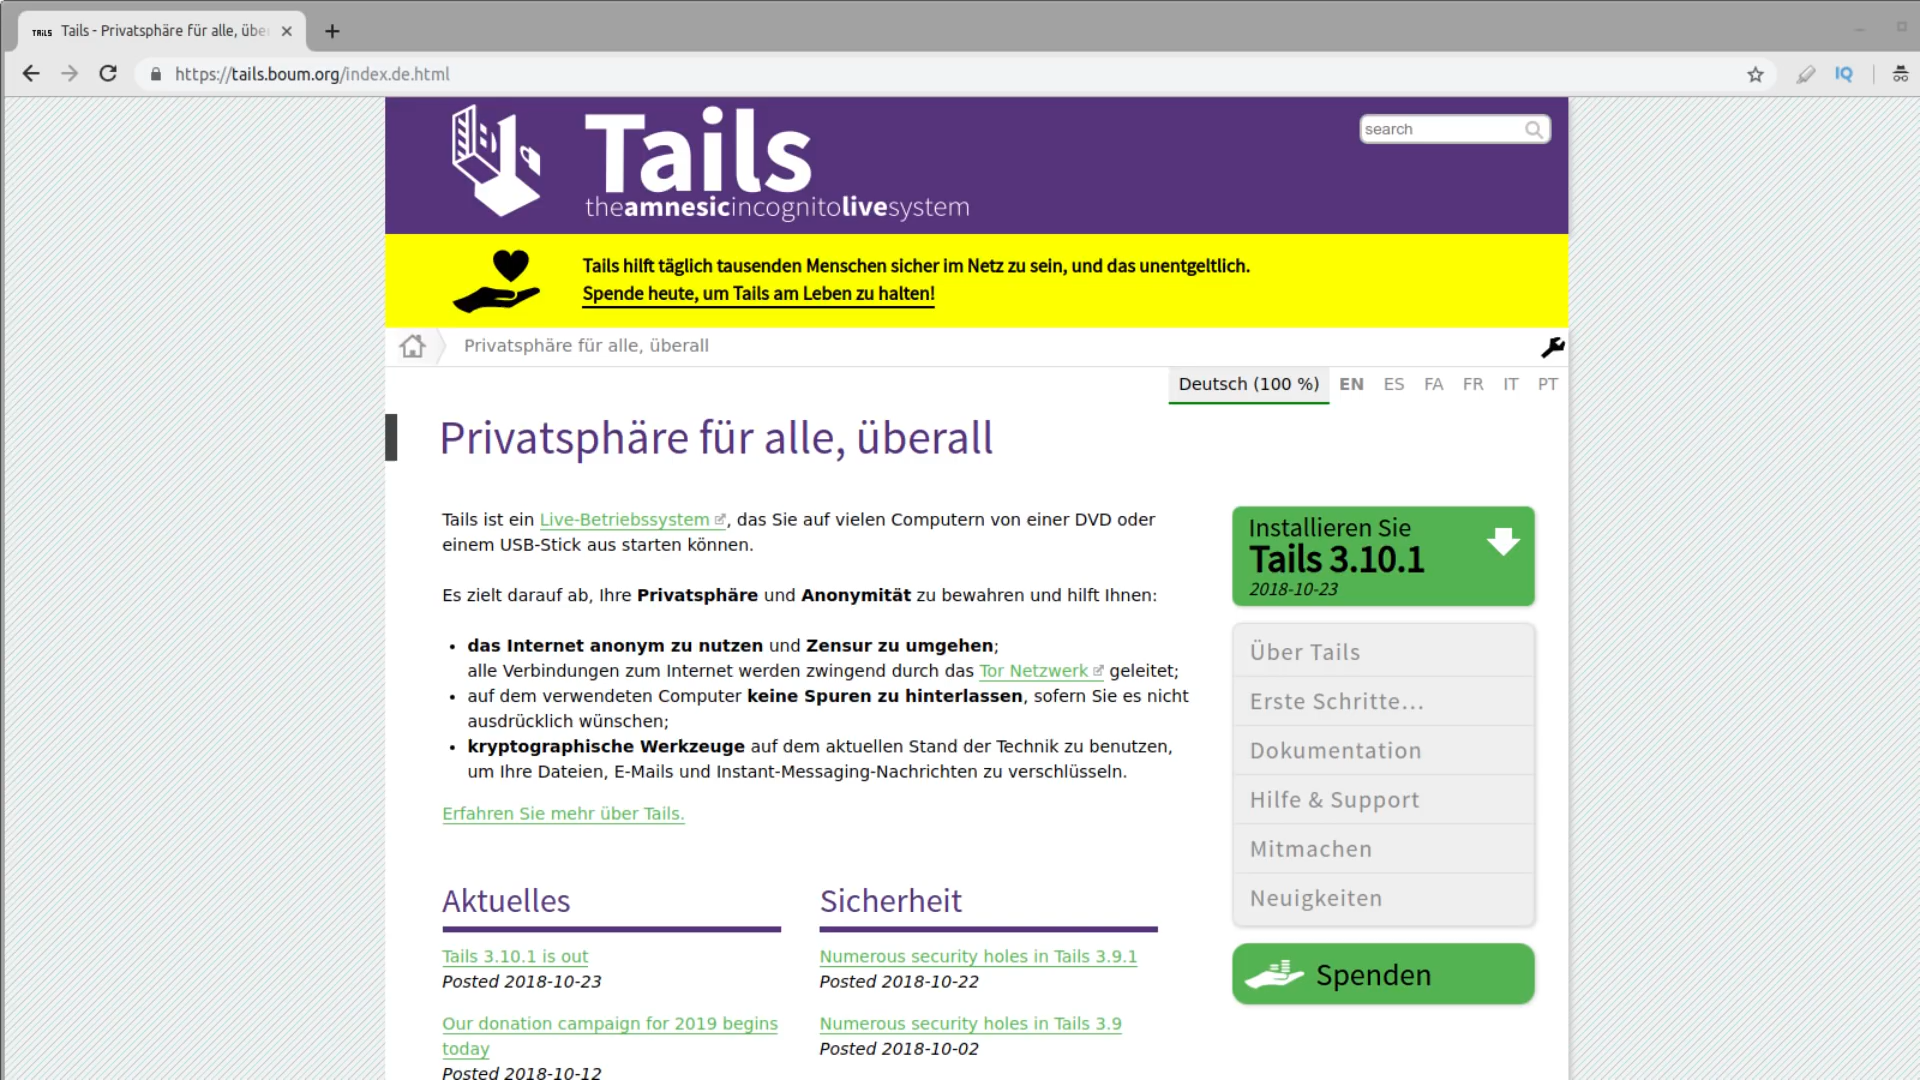 TAILS Tails - Privatsphäre für alle, übe
https://tails.boum.org/index.de.html
IQ
Tails
theamnesicincognitolivesystem
search
Tails hilft täglich tausenden Menschen sicher im Netz zu sein, und das unentgeltlich.
Spende heute, um Tails am Leben zu halten!
Privatsphäre für alle, überall
Deutsch (100 %) EN ES FA FR IT PT
Privatsphäre für alle, überall
Tails ist ein Live-Betriebssystem, das Sie auf vielen Computern von einer DVD oder
einem USB-Stick aus starten können.
Es zielt darauf ab, Ihre Privatsphäre und Anonymität zu bewahren und hilft Ihnen:
• das Internet anonym zu nutzen und Zensur zu umgehen;
alle Verbindungen zum Internet werden zwingend durch das Tor Netzwerk geleitet;
• auf dem verwendeten Computer keine Spuren zu hinterlassen, sofern Sie es nicht
ausdrücklich wünschen;
• kryptographische Werkzeuge auf dem aktuellen Stand der Technik zu benutzen,
um Ihre Dateien, E-Mails und Instant-Messaging-Nachrichten zu verschlüsseln.
Erfahren Sie mehr über Tails.
Aktuelles
Tails 3.10.1 is out
Posted 2018-10-23
Our donation campaign for 2019 begins
today
Posted 2018-10-12
Sicherheit
Numerous security holes in Tails 3.9.1
Posted 2018-10-22
Numerous security holes in Tails 3.9
Posted 2018-10-02
Installieren Sie
Tails 3.10.1
2018-10-23
Über Tails
Erste Schritte...
Dokumentation
Hilfe & Support
Mitmachen
Neuigkeiten
Spenden